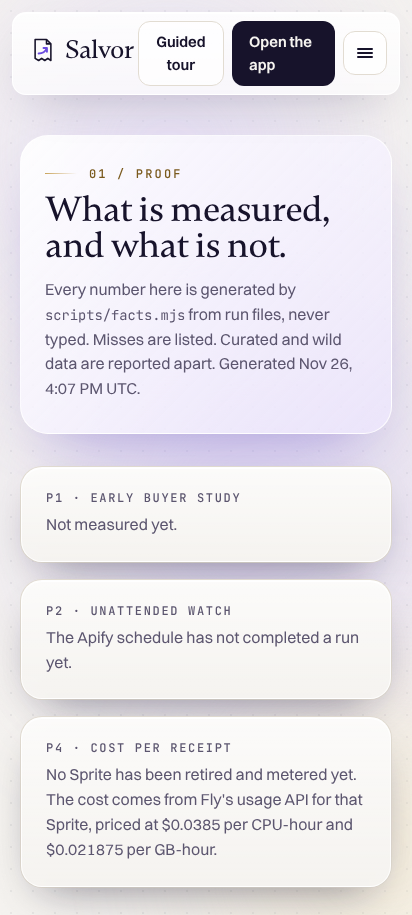 Salvor
Guided
tour
Open the
app
01 / PROOF
What is measured,
and what is not.
Every number here is generated by
scripts/facts.mjs from run files, never
typed. Misses are listed. Curated and wild
data are reported apart. Generated Nov 26,
4:07 PM UTC.
P1 · EARLY BUYER STUDY
Not measured yet.
P2 · UNATTENDED WATCH
The Apify schedule has not completed a run
yet.
P4 · COST PER RECEIPT
No Sprite has been retired and metered yet.
The cost comes from Fly's usage API for that
Sprite, priced at $0.0385 per CPU-hour and
$0.021875 per GB-hour.